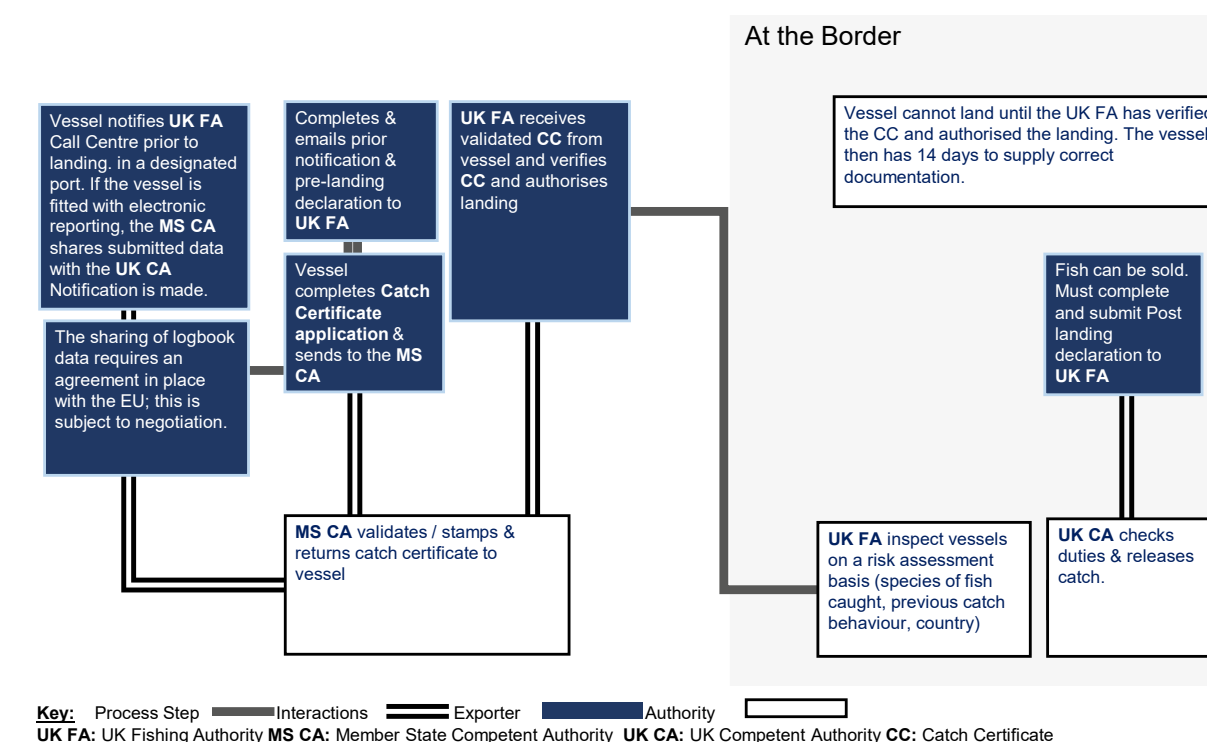 At the Border
Vessel notifies UK FA
Call Centre prior to
landing. in a designated
port. If the vessel is
fitted with electronic
reporting, the MS CA
shares submitted data
with the UK CA
Notification is made.
The sharing of logbook
data requires an
agreement in place
with the EU; this is
subject to negotiation.
Completes &
emails prior
notification &
pre-landing
declaration to
UK FA
Vessel
completes Catch
Certificate
application &
sends to the MS
CA
UK FA receives
validated CC from
vessel and verifies
CC and authorises
landing
MS CA validates / stamps &
returns catch certificate to
vessel
Vessel cannot land until the UK FA has verified
the CC and authorised the landing. The vessel
then has 14 days to supply correct
documentation.
Fish can be sold.
Must complete
and submit Post
landing
declaration to
UK FA
UK FA inspect vessels
on a risk assessment
basis (species of fish
caught, previous catch
behaviour, country)
UK CA checks
duties & releases
catch.
Key: Process Step Interactions Exporter Authority
UK FA: UK Fishing Authority MS CA: Member State Competent Authority UK CA: UK Competent Authority CC: Catch Certificate